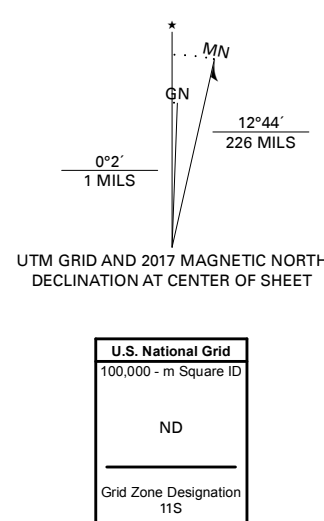 ★
MN
GN
12°44´
226 MILS
0°2´
1 MILS
UTM GRID AND 2017 MAGNETIC NORTH
DECLINATION AT CENTER OF SHEET
U.S. National Grid
100,000 - m Square ID
ND
Grid Zone Designation
11S